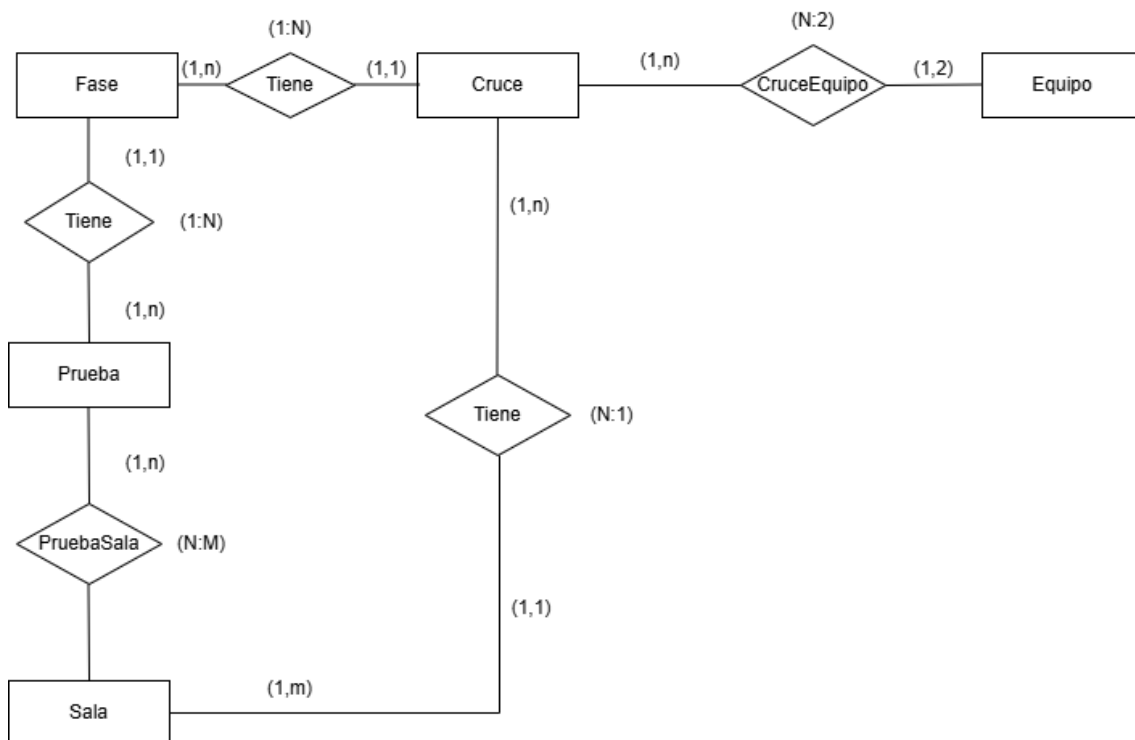 (1:N)
(N:2)
Fase
(1,n)
Tiene
(1,1)
Cruce
(1,n)
CruceEquipo
(1,2)
Equipo
(1,1)
Tiene
(1:N)
(1,n)
(1,n)
Prueba
Tiene
(N:1)
(1,n)
PruebaSala
(N:M)
(1,1)
Sala
(1,m)